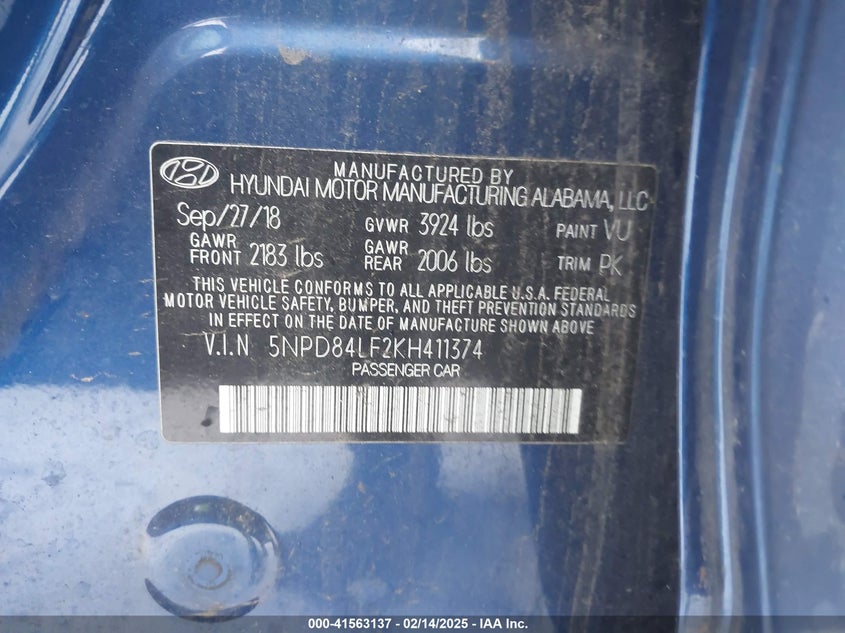 MANUFACTURED BY
HYUNDAI MOTOR MANUFACTURING ALABAMA, LLC
Sep/27/18 GVWR 3924 lbs PAINT VU
GAWR FRONT 2183 lbs GAWR REAR 2006 lbs TRIM PK
THIS VEHICLE CONFORMS TO ALL APPLICABLE U.S.A. FEDERAL
MOTOR VEHICLE SAFETY, BUMPER, AND THEFT PREVENTION STANDARDS
IN EFFECT ON THE DATE OF MANUFACTURE SHOWN ABOVE
V.I.N 5NPD84LF2KH411374
PASSENGER CAR
000-41563137 - 02/14/2025 - IAA Inc.